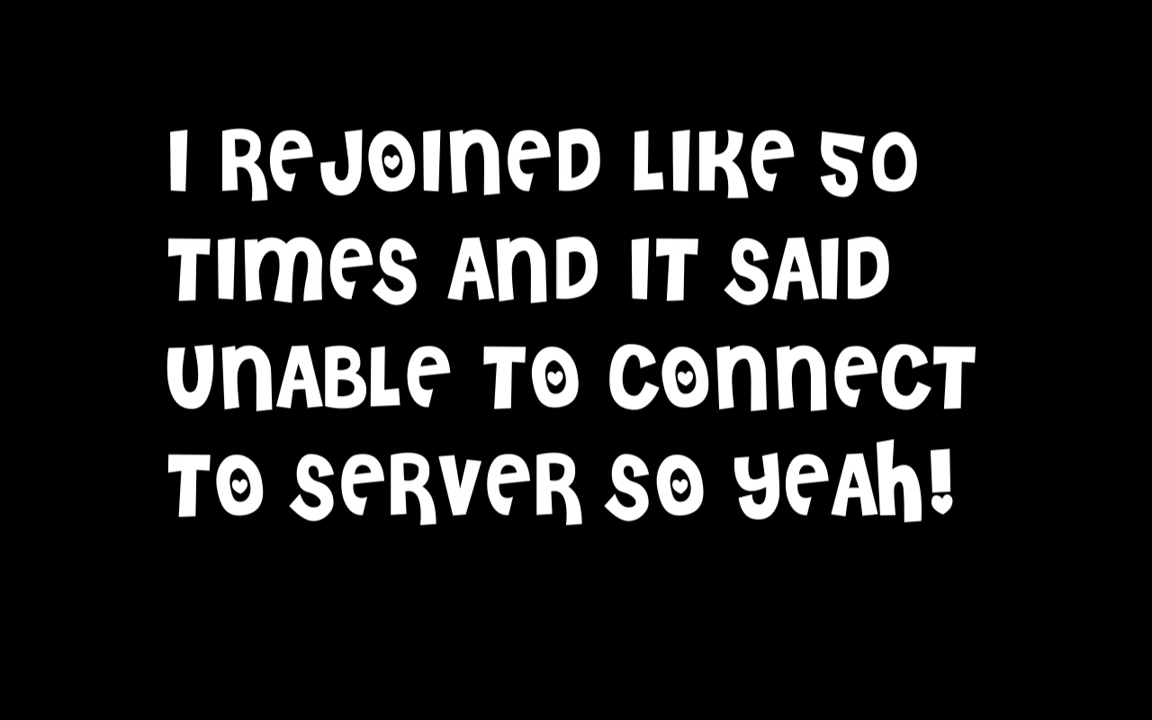 I rejoined like 50
times and it said
unable to connect
to server so yeah!